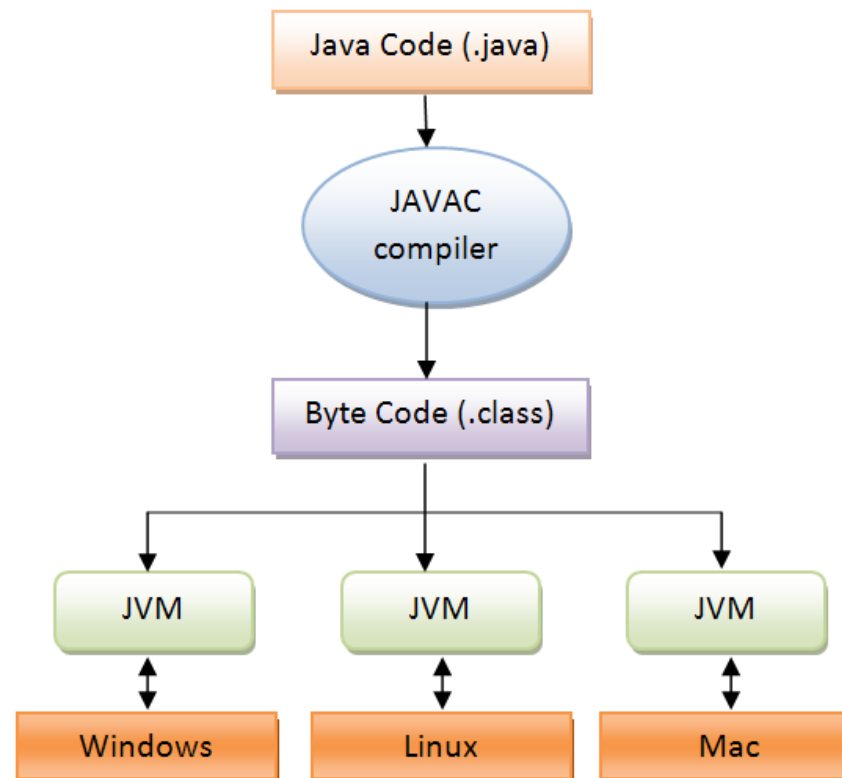 Java Code (.java)
JAVAC
compiler
Byte Code (.class)
JVM
JVM
JVM
Windows
Linux
Mac